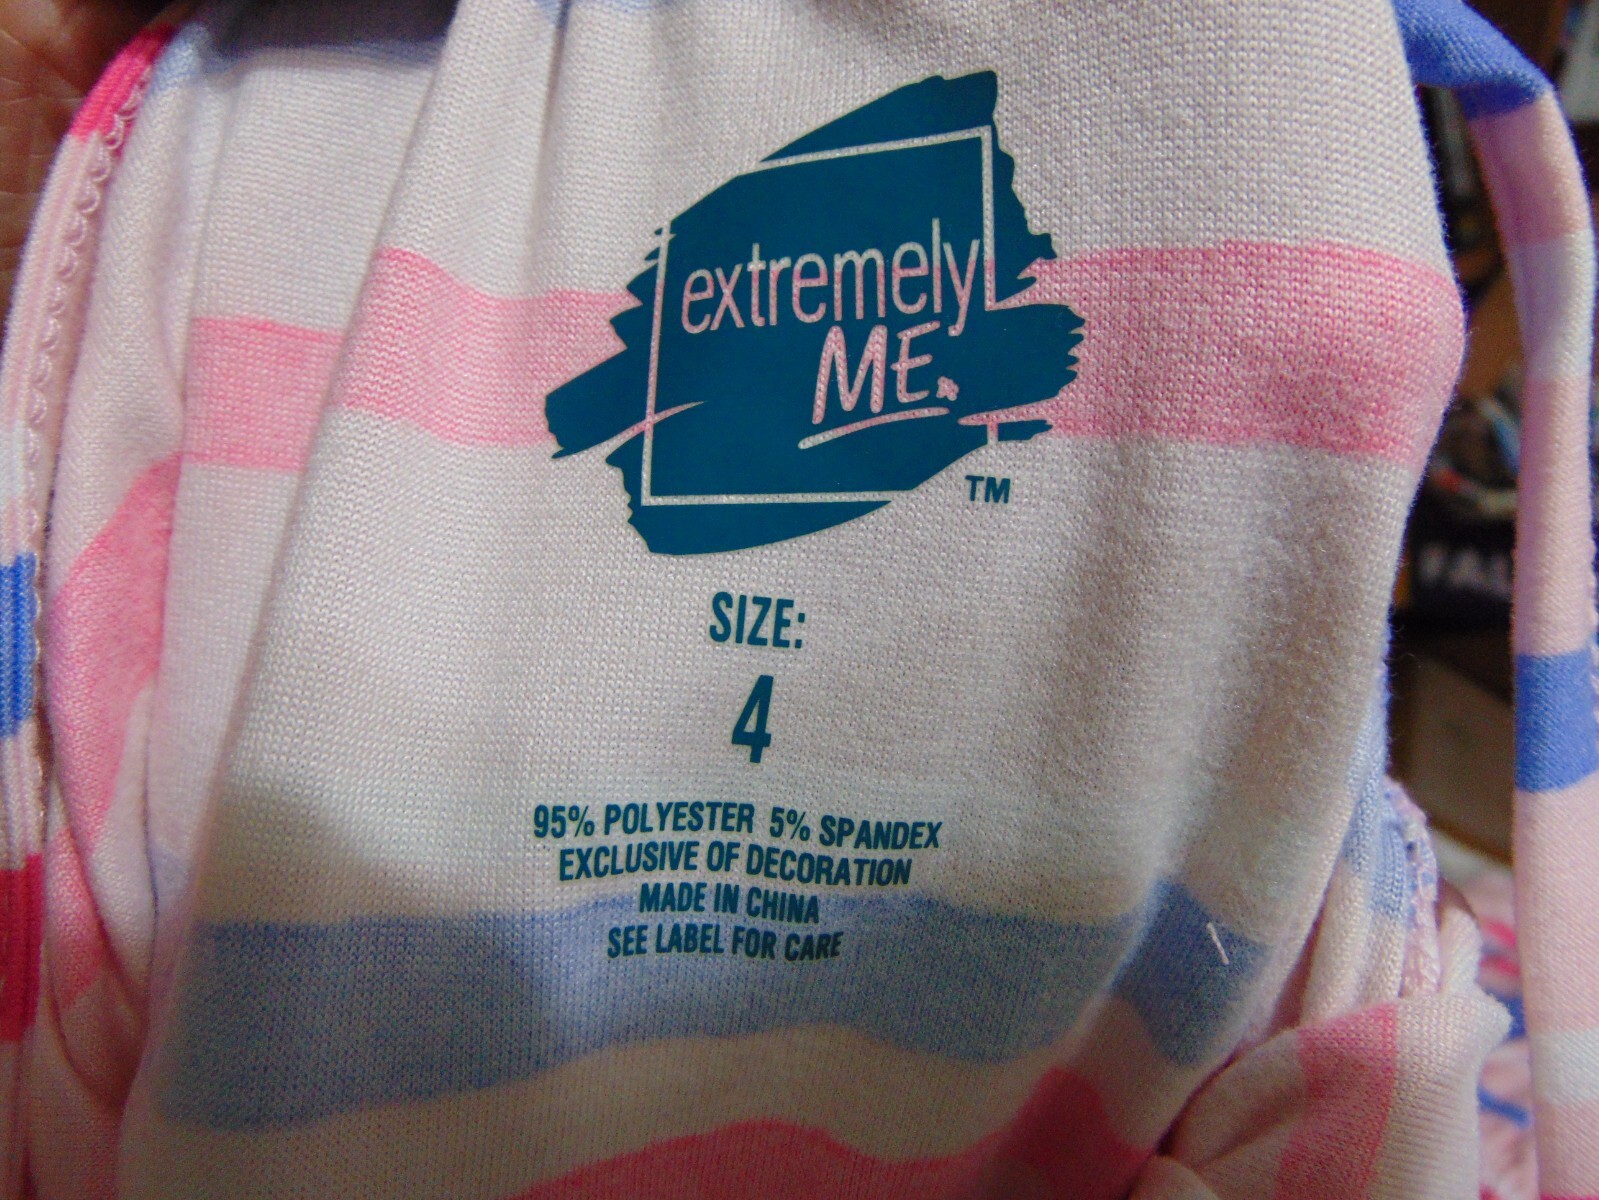 extremely
ME.
TM
SIZE:
4
95% POLYESTER 5% SPANDEX
EXCLUSIVE OF DECORATION
MADE IN CHINA
SEE LABEL FOR CARE